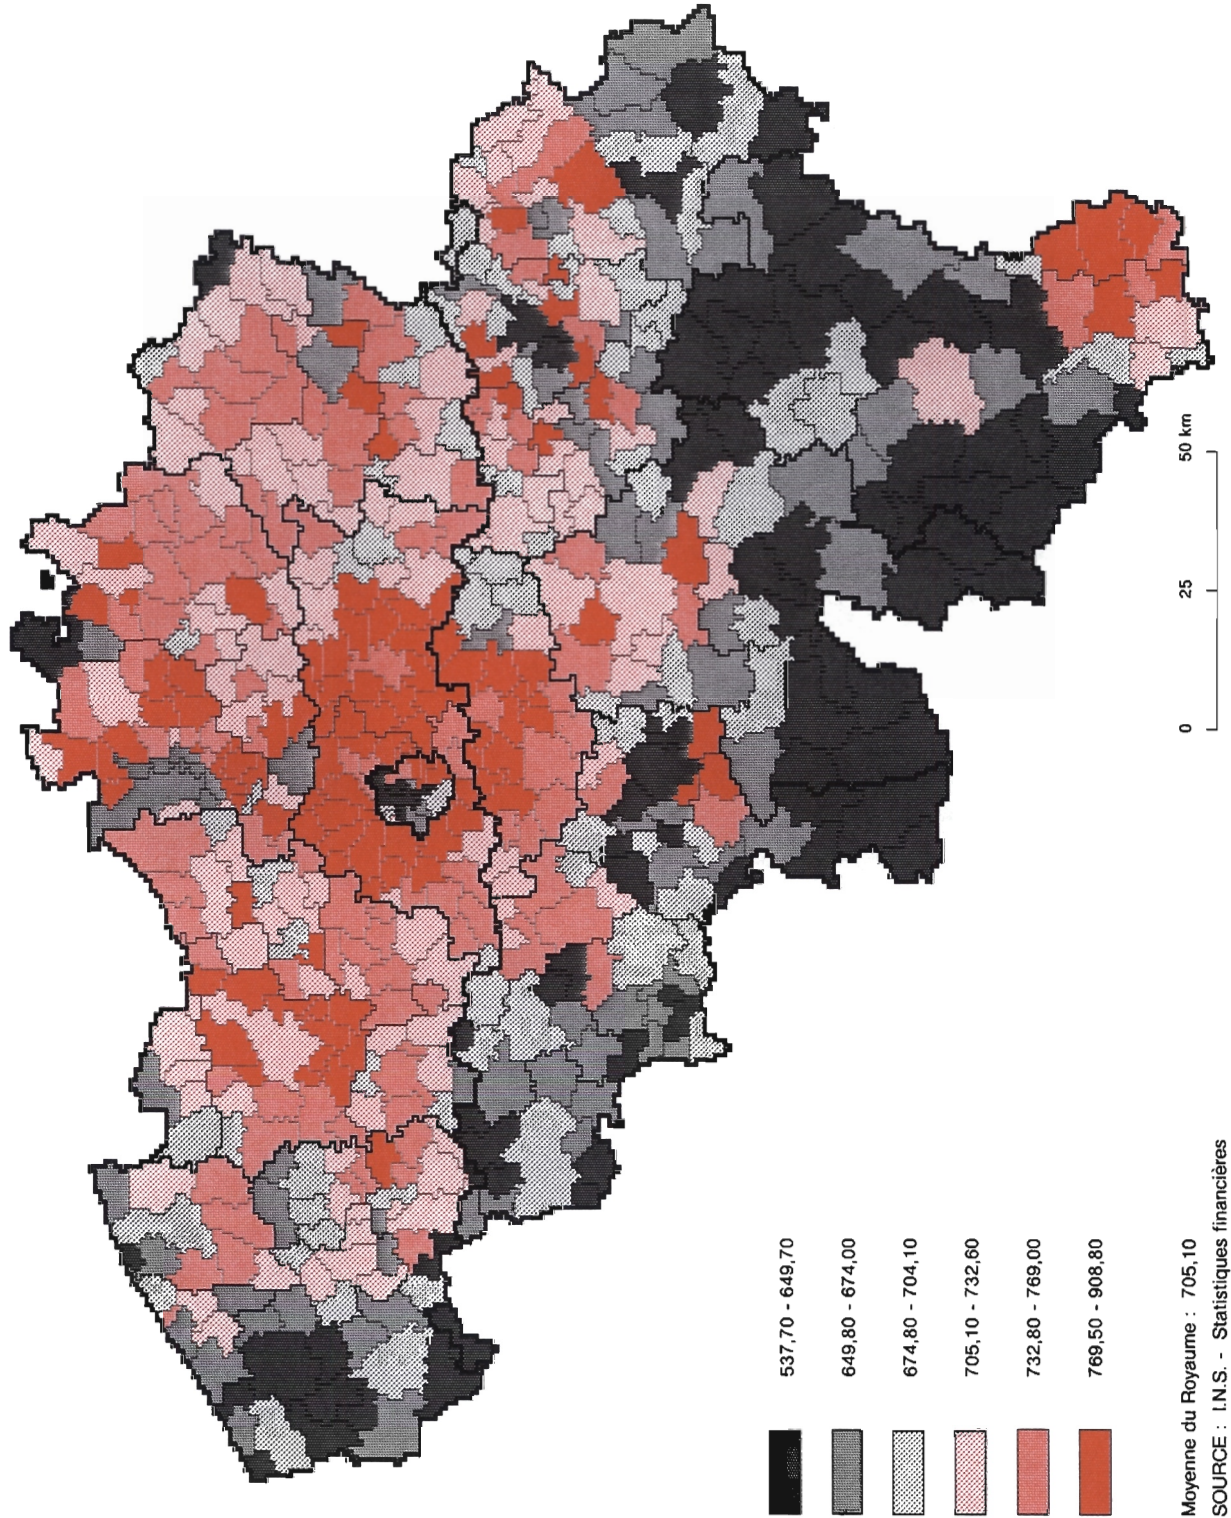 537,70 - 649,70
649,80 - 674,00
674,80 - 704,10
705,10 - 732,60
732,80 - 769,00
769,50 - 908,80
0 25 50 km
Moyenne du Royaume : 705,10
SOURCE : I.N.S. - Statistiques financières